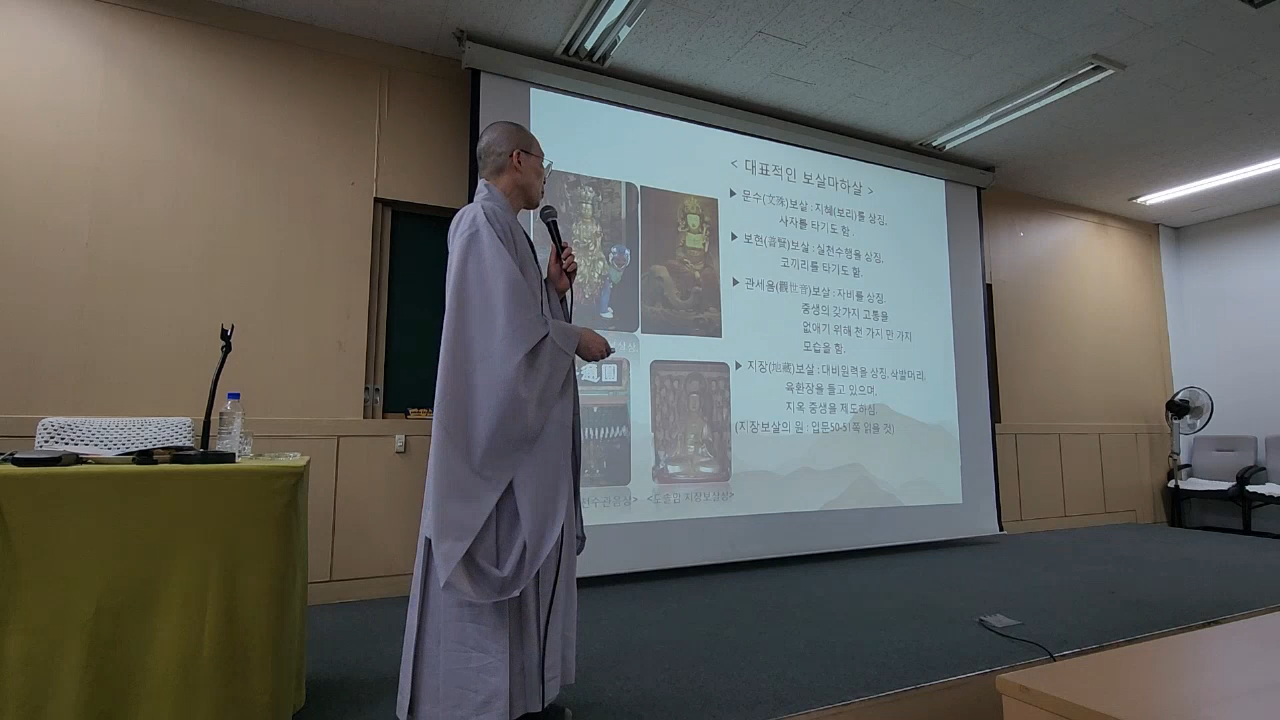 < 대표적인 보살마하살 >
▶ 문수(文殊)보살 : 지혜(보리)를 상징,
사자를 타기도 함.
▶ 보현(普賢)보살 : 실천수행을 상징,
코끼리를 타기도 함.
▶ 관세음(觀世音)보살 : 자비를 상징.
중생의 갖가지 고통을
없애기 위해 천 가지 만 가지
모습을 함.
▶ 지장(地藏)보살 : 대비원력을 상징. 삭발머리,
육환장을 들고 있으며,
지옥 중생을 제도하심.
(지장보살의 원 : 입문50-51쪽 읽을 것)
通圓
천수관음상>
<도솔암 지장보살상>